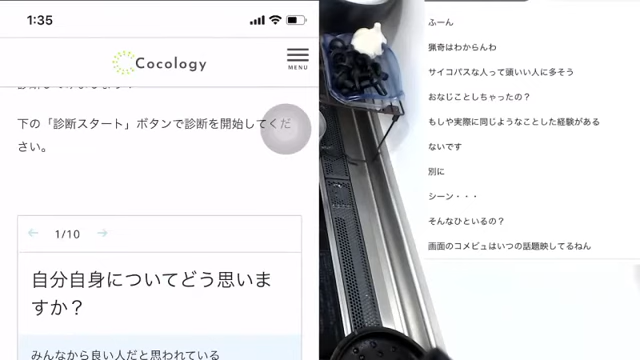 1:35
Cocology
MENU
下の「診断スタート」ボタンで診断を開始してくだ
さい。
1/10
自分自身についてどう思いま
すか？
みんなから良い人だと思われている
ふーん
猟奇はわからんわ
サイコパスな人って頭いい人に多そう
おなじことしちゃったの？
もしや実際に同じようなことした経験がある
ないです
別に
シーン・・・
そんなひといるの？
画面のコメビュはいつの話題映してるねん